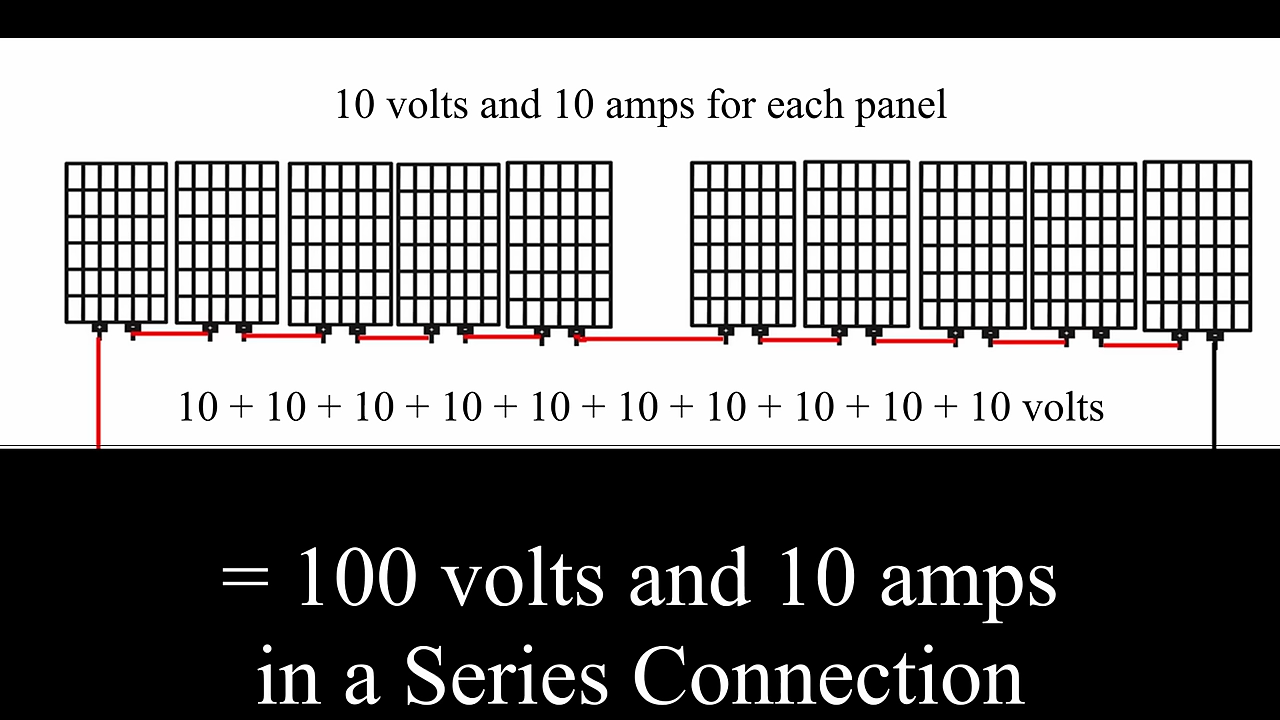 10 volts and 10 amps for each panel
10 + 10 + 10 + 10 + 10 + 10 + 10 + 10 + 10 + 10 volts
= 100 volts and 10 amps
in a Series Connection